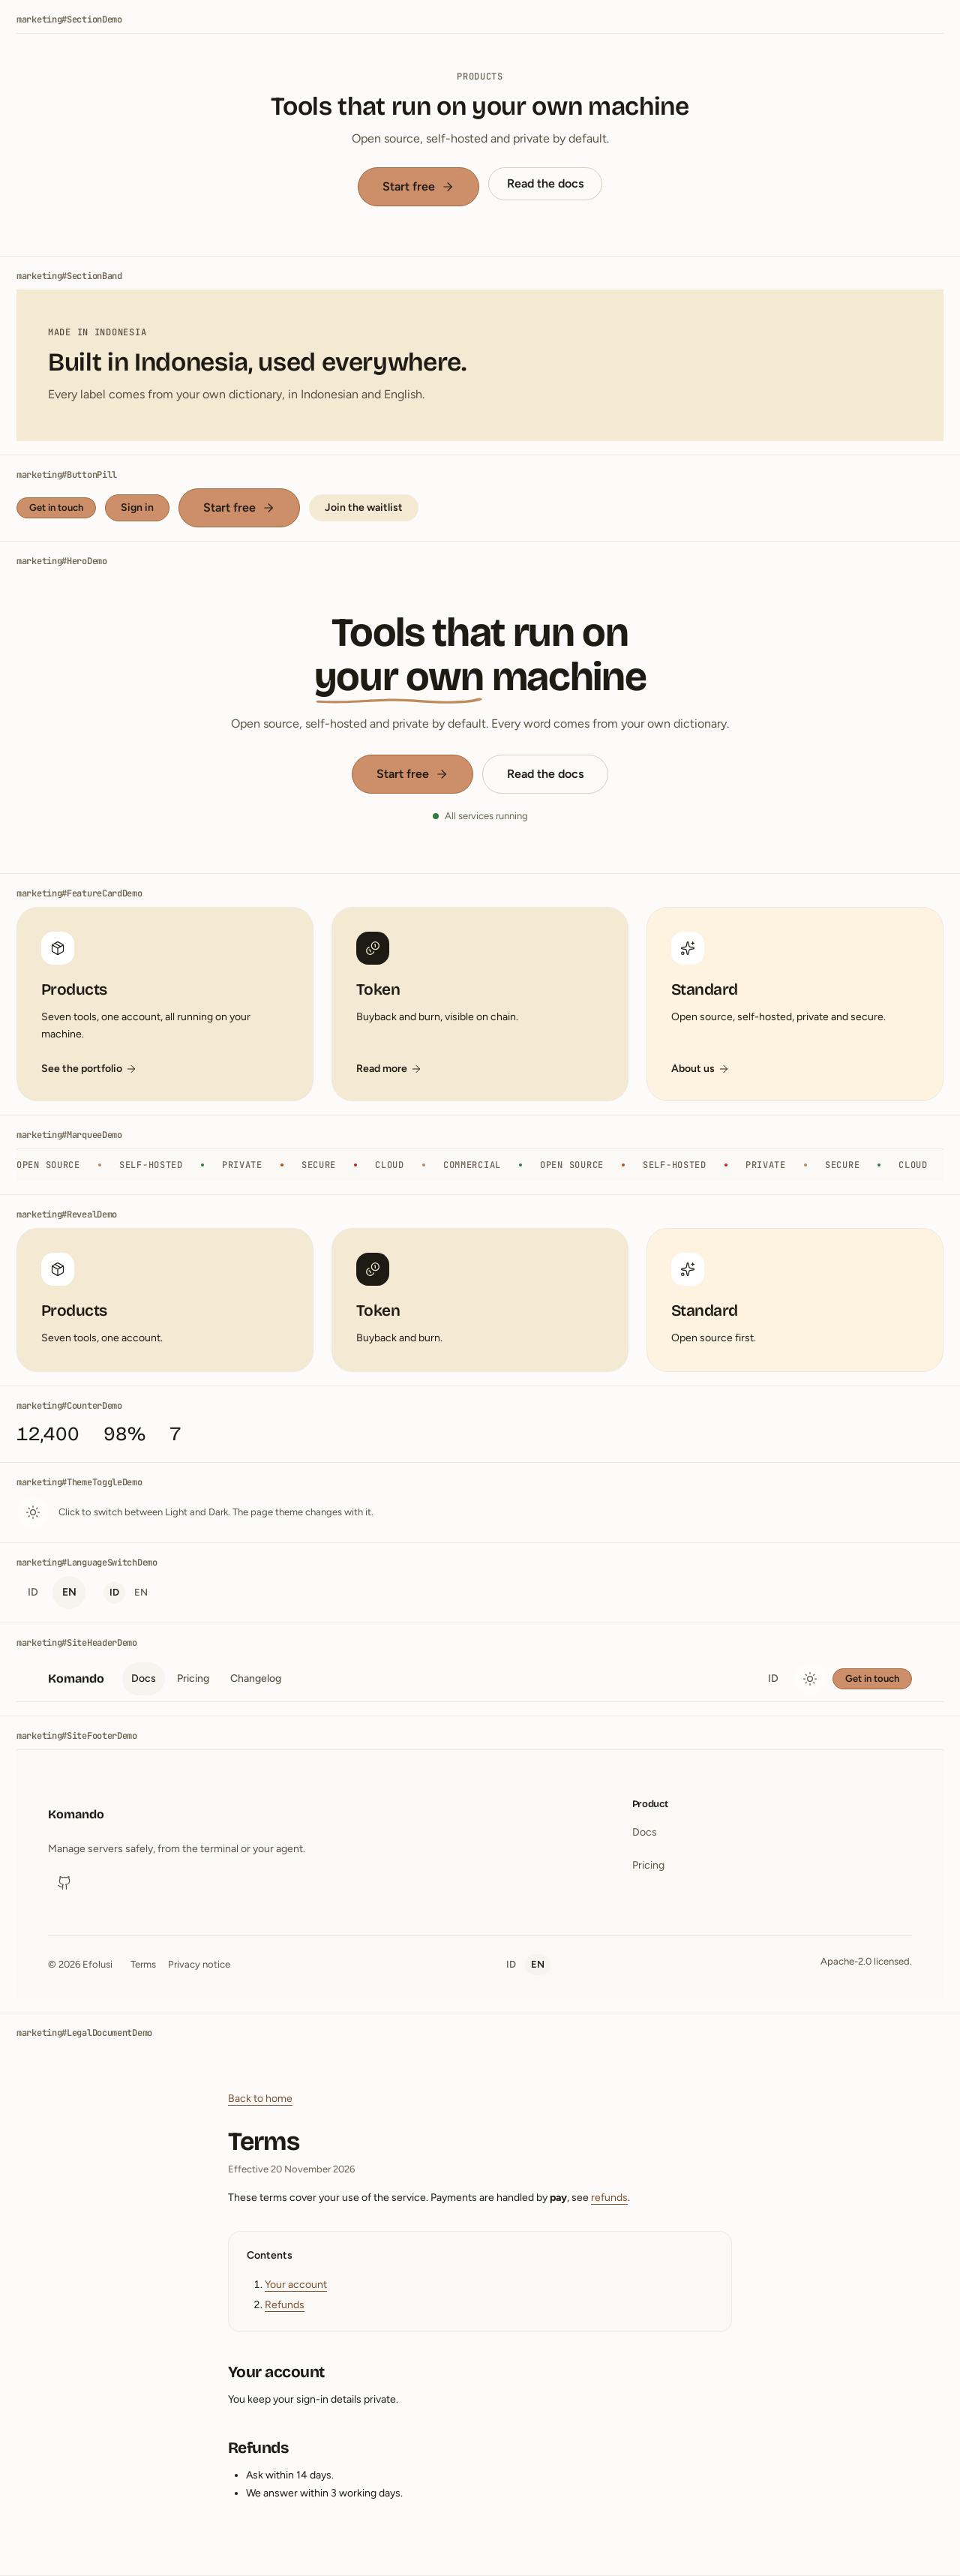 marketing#SectionDemo
PRODUCTS
Tools that run on your own machine
Open source, self-hosted and private by default.
Start free
Read the docs
marketing#SectionBand
MADE IN INDONESIA
Built in Indonesia, used everywhere.
Every label comes from your own dictionary, in Indonesian and English.
marketing#ButtonPill
Get in touch
Sign in
Start free
Join the waitlist
marketing#HeroDemo
Tools that run on
your own machine
Open source, self-hosted and private by default. Every word comes from your own dictionary.
Start free
Read the docs
All services running
marketing#FeatureCardDemo
Products
Seven tools, one account, all running on your
machine.
See the portfolio
Token
Buyback and burn, visible on chain.
Read more
Standard
Open source, self-hosted, private and secure.
About us
marketing#MarqueeDemo
OPEN SOURCE • SELF-HOSTED • PRIVATE • SECURE • CLOUD • COMMERCIAL • OPEN SOURCE • SELF-HOSTED • PRIVATE • SECURE • CLOUD
marketing#RevealDemo
Products
Seven tools, one account.
Token
Buyback and burn.
Standard
Open source first.
marketing#CounterDemo
12,400 98% 7
marketing#ThemeToggleDemo
Click to switch between Light and Dark. The page theme changes with it.
marketing#LanguageSwitchDemo
ID EN ID EN
marketing#SiteHeaderDemo
Komando Docs Pricing Changelog ID Get in touch
marketing#SiteFooterDemo
Komando
Manage servers safely, from the terminal or your agent.
Product
Docs
Pricing
© 2026 Efolusi Terms Privacy notice ID EN Apache-2.0 licensed.
marketing#LegalDocumentDemo
Back to home
Terms
Effective 20 November 2026
These terms cover your use of the service. Payments are handled by pay, see refunds.
Contents
1. Your account
2. Refunds
Your account
You keep your sign-in details private.
Refunds
• Ask within 14 days.
• We answer within 3 working days.